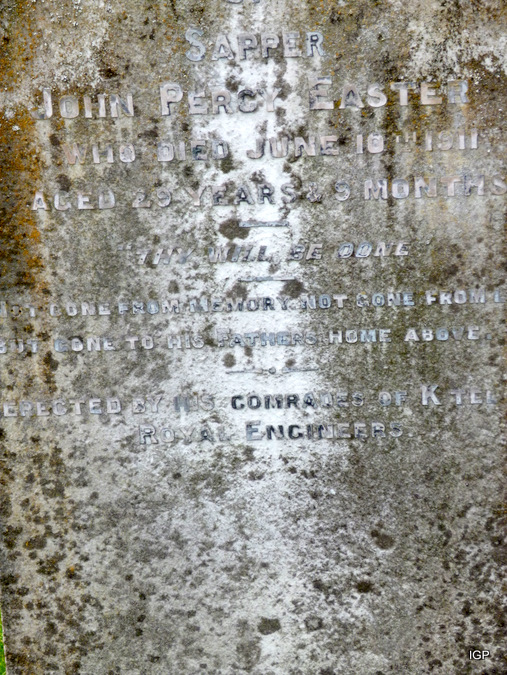 SAPPER
JOHN PERCY EASTER
WHO DIED JUNE 10TH 1911
AGED 29 YEARS & 9 MONTHS
"THY WILL BE DONE"
NOT GONE FROM MEMORY NOT GONE FROM
BUT GONE TO HIS FATHERS HOME ABOVE.
ERECTED BY HIS COMRADES OF K TEL
ROYAL ENGINEERS.
IGP